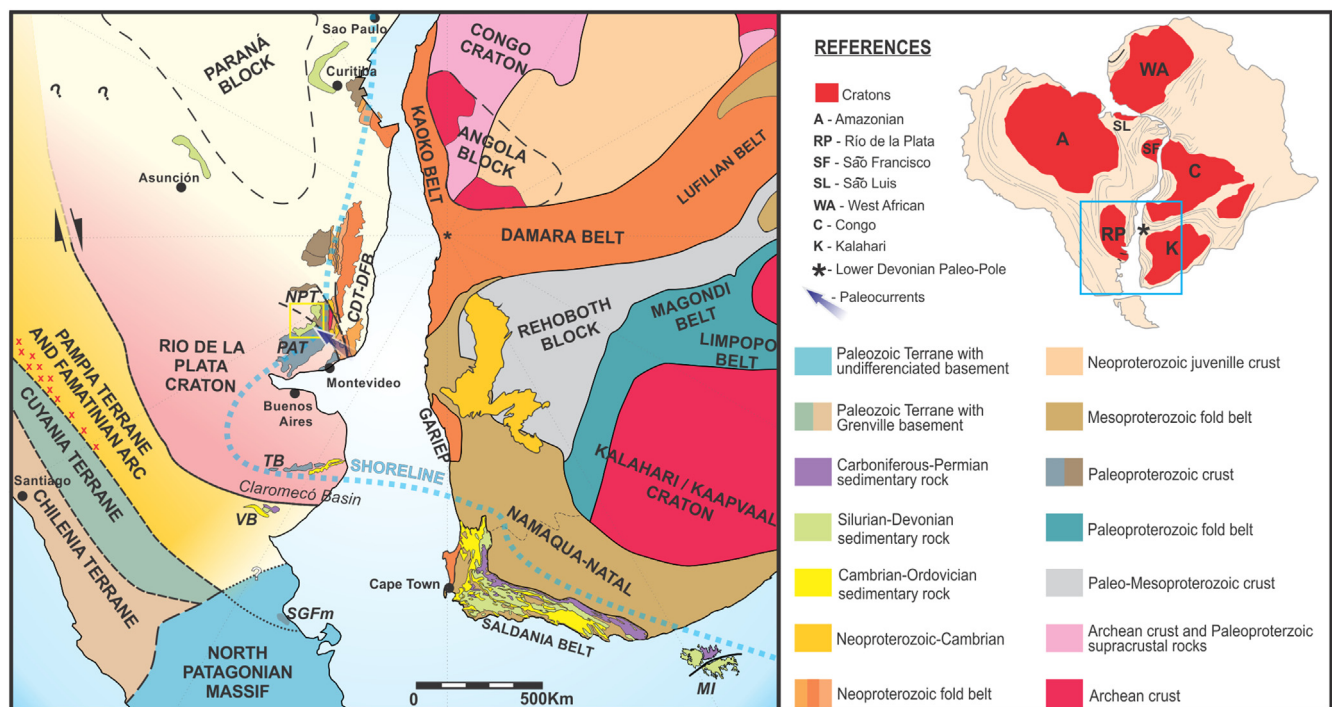 Sao Paulo
PARANÁ
BLOCK
Curitiba
CONGO
CRATON
?
?
KAOKO BELT
ANGOLA
BLOCK
LUFILIAN BELT
Asunción
*
DAMARA BELT
CDT-DFB
NPT
PAT
RIO DE LA
PLATA
CRATON
Montevideo
Buenos
Aires
REHOBOTH
BLOCK
MAGONDI
BELT
LIMPOPO
BELT
PAMPIA TERRANE
AND FAMATINIAN ARC
xxxxxxxxxxx
CUYANIA TERRANE
CHILENIA TERRANE
Santiago
GARIEP
TB
SHORELINE
Claromecó Basin
VB
KALAHARI / KAAPVAAL
CRATON
NAMAQUA-NATAL
Cape Town
?
SGFm
SALDANIA BELT
NORTH
PATAGONIAN
MASSIF
MI
0 500Km
REFERENCES
Cratons
A - Amazonian
RP - Río de la Plata
SF - São Francisco
SL - São Luis
WA - West African
C - Congo
K - Kalahari
* - Lower Devonian Paleo-Pole
- Paleocurrents
WA
SL
A
SF
C
RP
*
K
Paleozoic Terrane with
undifferenciated basement
Paleozoic Terrane with
Grenville basement
Carboniferous-Permian
sedimentary rock
Silurian-Devonian
sedimentary rock
Cambrian-Ordovician
sedimentary rock
Neoproterozoic-Cambrian
Neoproterozoic fold belt
Neoproterozoic juvenille crust
Mesoproterozoic fold belt
Paleoproterozoic crust
Paleoproterozoic fold belt
Paleo-Mesoproterozoic crust
Archean crust and Paleoproterzoic
supracrustal rocks
Archean crust